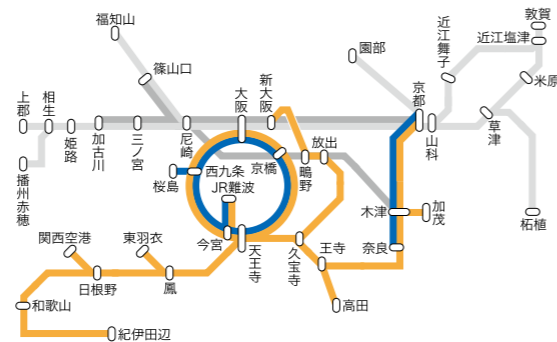 敦賀
福知山
近江塩津
園部
近江舞子
篠山口
米原
新大阪
大阪
京都
上郡
相生
姫路
加古川
三ノ宮
尼崎
京橋
鴫野
放出
山科
草津
播州赤穂
桜島
西九条
JR難波
木津
加茂
柘植
関西空港
東羽衣
今宮
天王寺
久宝寺
王寺
奈良
日根野
鳳
和歌山
高田
紀伊田辺